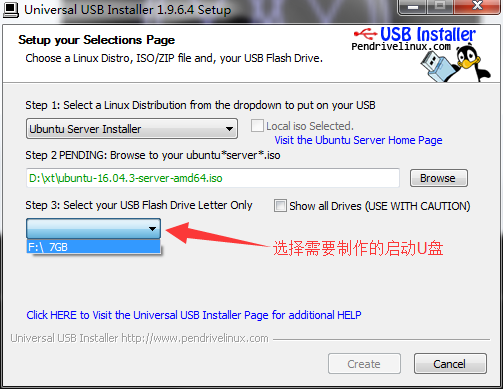 Universal USB Installer 1.9.6.4 Setup
Setup your Selections Page
Choose a Linux Distro, ISO/ZIP file and, your USB Flash Drive.
USB Installer
Pendrivelinux.com
Step 1: Select a Linux Distribution from the dropdown to put on your USB
Ubuntu Server Installer
Local iso Selected.
Visit the Ubuntu Server Home Page
Step 2 PENDING: Browse to your ubuntu*server*.iso
D:\xt\ubuntu-16.04.3-server-amd64.iso
Browse
Step 3: Select your USB Flash Drive Letter Only
Show all Drives (USE WITH CAUTION)
F:\ 7GB
选择需要制作的启动U盘
Click HERE to Visit the Universal USB Installer Page for additional HELP
Universal USB Installer http://www.pendrivelinux.com
Create
Cancel